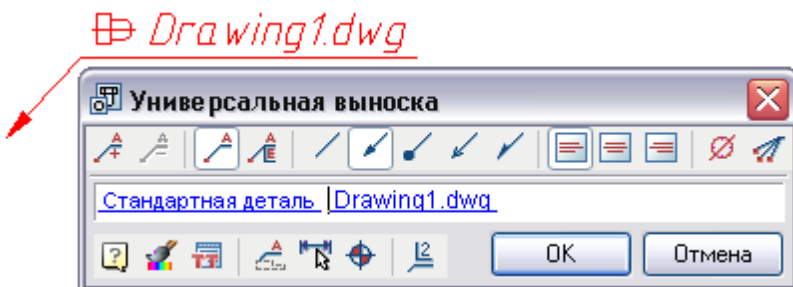 Drawing1.dwg
Универсальная выноска
Стандартная деталь Drawing1.dwg
OK Отмена